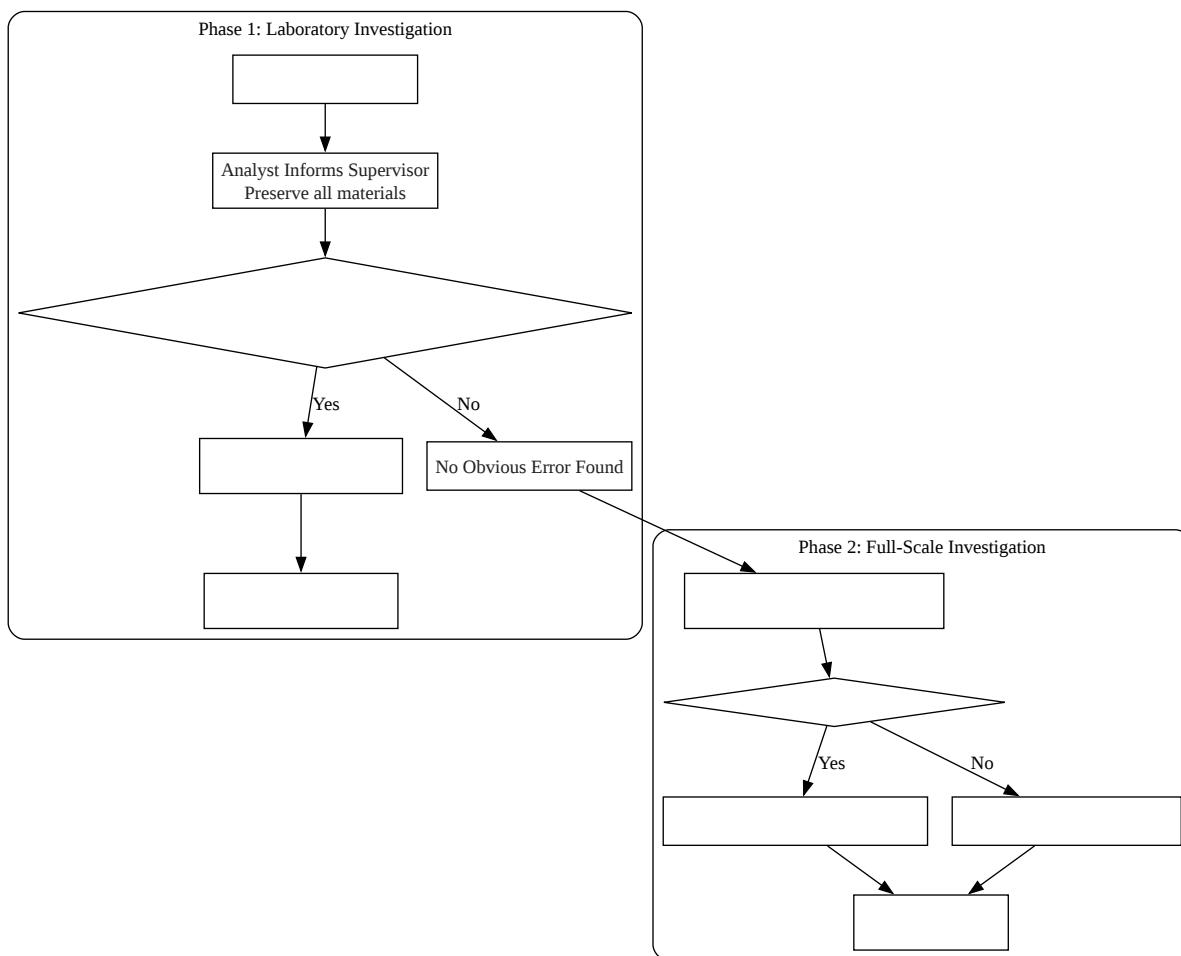 Phase 1: Laboratory Investigation
Analyst Informs Supervisor
Preserve all materials
Yes
No
No Obvious Error Found
Phase 2: Full-Scale Investigation
Yes
No